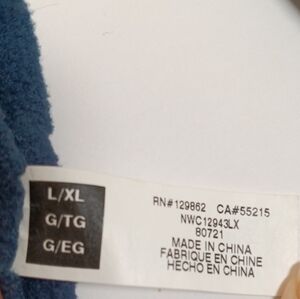 L/XL
G/TG
G/EG
RN#129862 CA#55215
NWC12943LX
80721
MADE IN CHINA
FABRIQUE EN CHINE
HECHO EN CHINA